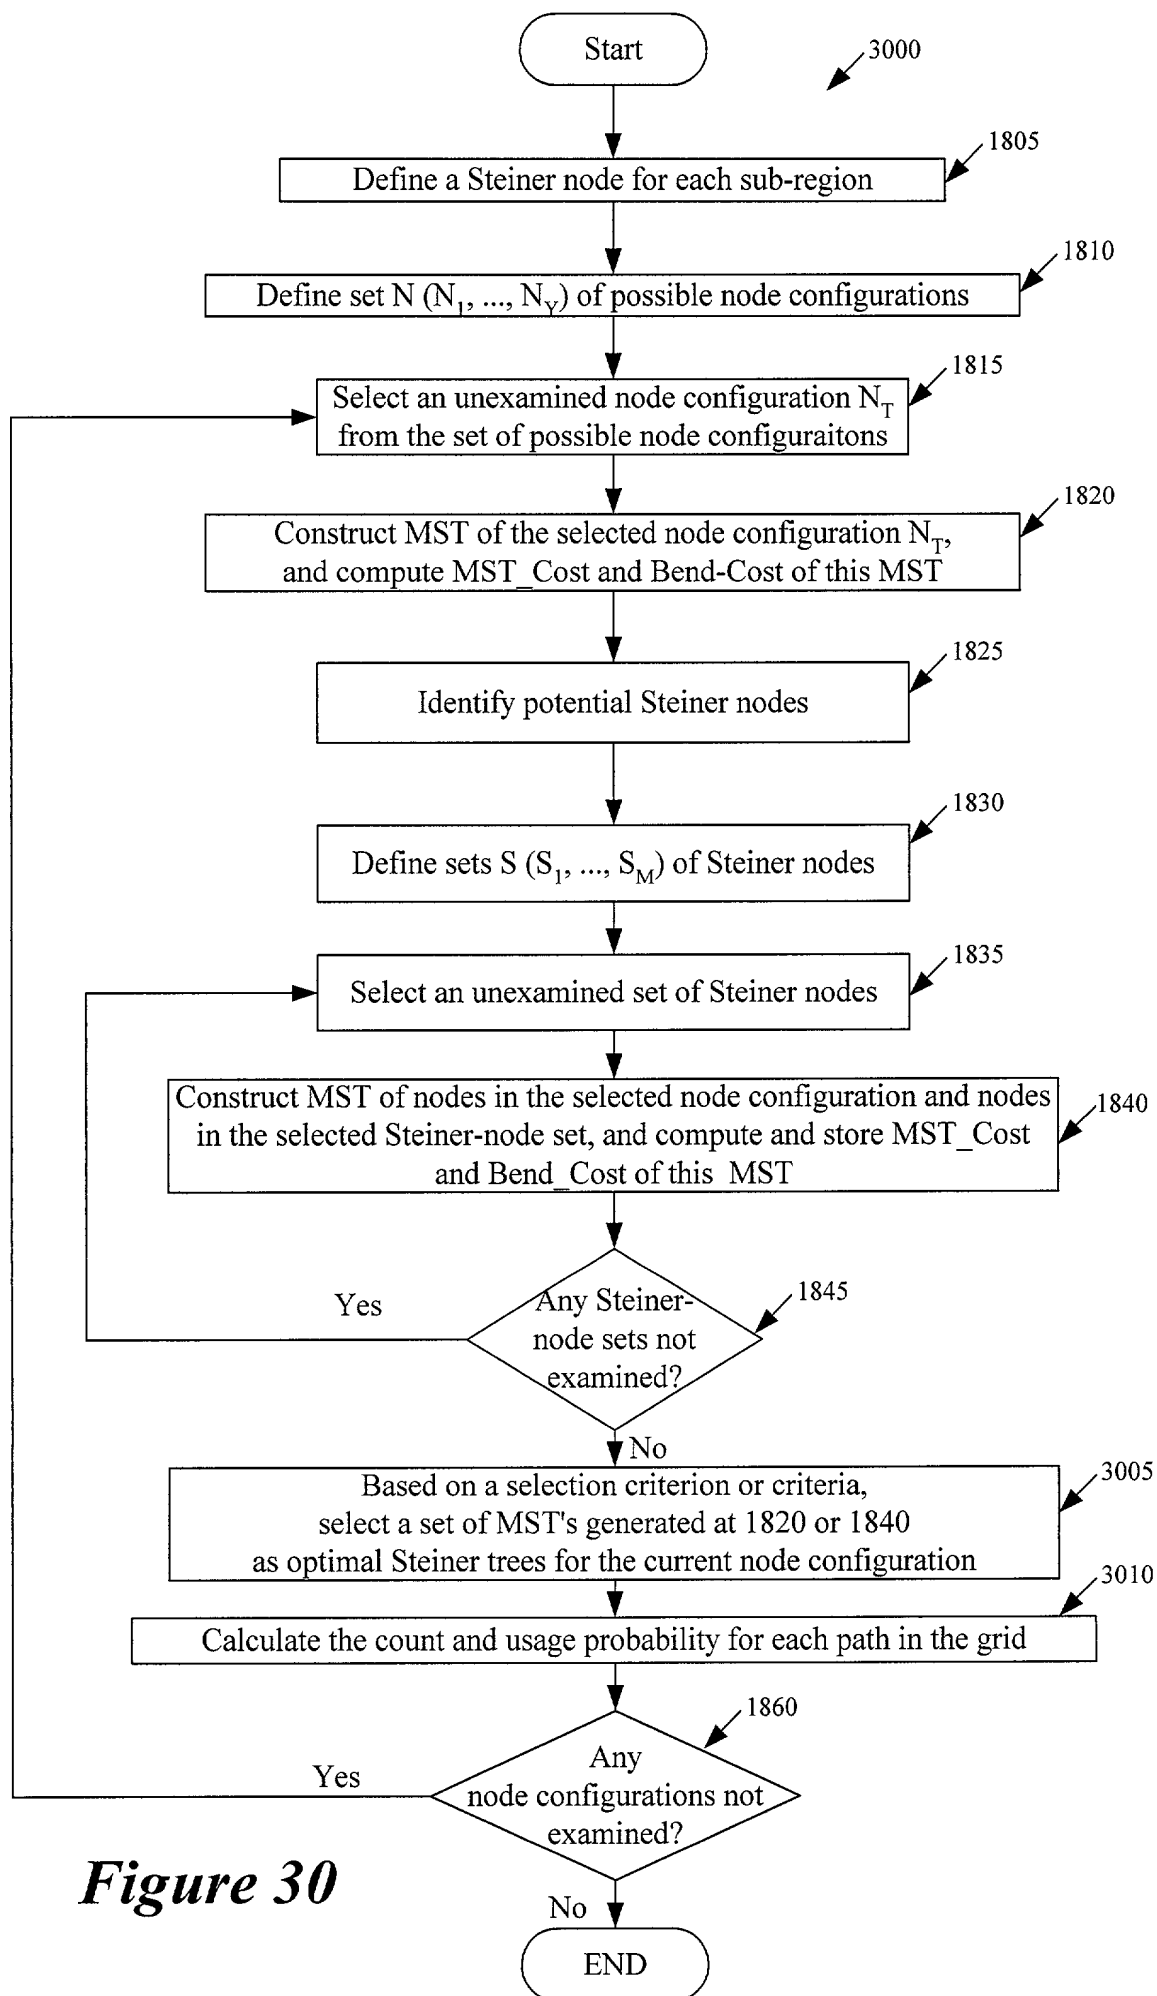 Start
3000
1805
Define a Steiner node for each sub-region
1810
Define set N (N1, ..., NY) of possible node configurations
1815
Select an unexamined node configuration NT
from the set of possible node configuraitons
1820
Construct MST of the selected node configuration NT,
and compute MST_Cost and Bend-Cost of this MST
1825
Identify potential Steiner nodes
1830
Define sets S (S1, ..., SM) of Steiner nodes
1835
Select an unexamined set of Steiner nodes
1840
Construct MST of nodes in the selected node configuration and nodes
in the selected Steiner-node set, and compute and store MST_Cost
and Bend_Cost of this MST
1845
Yes
Any Steiner-
node sets not
examined?
No
3005
Based on a selection criterion or criteria,
select a set of MST's generated at 1820 or 1840
as optimal Steiner trees for the current node configuration
3010
Calculate the count and usage probability for each path in the grid
1860
Yes
Any
node configurations not
examined?
Figure 30
No
END